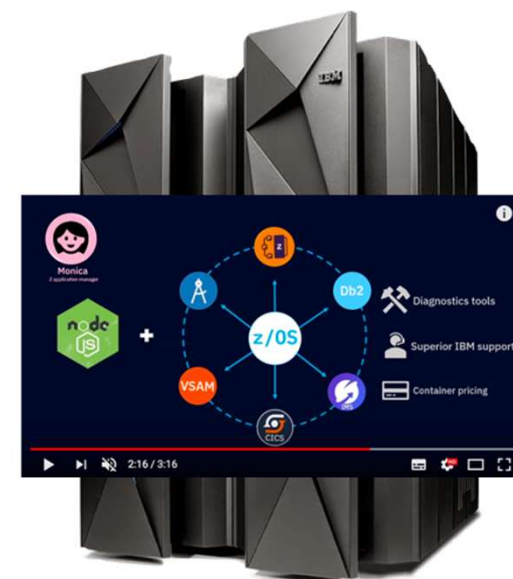 IBM
i
Monica
Z application manager
node
JS
+
z
Db2
z/OS
VSAM
IMS
CICS
Diagnostics tools
Superior IBM support
Container pricing
2:16 / 3:16
HD